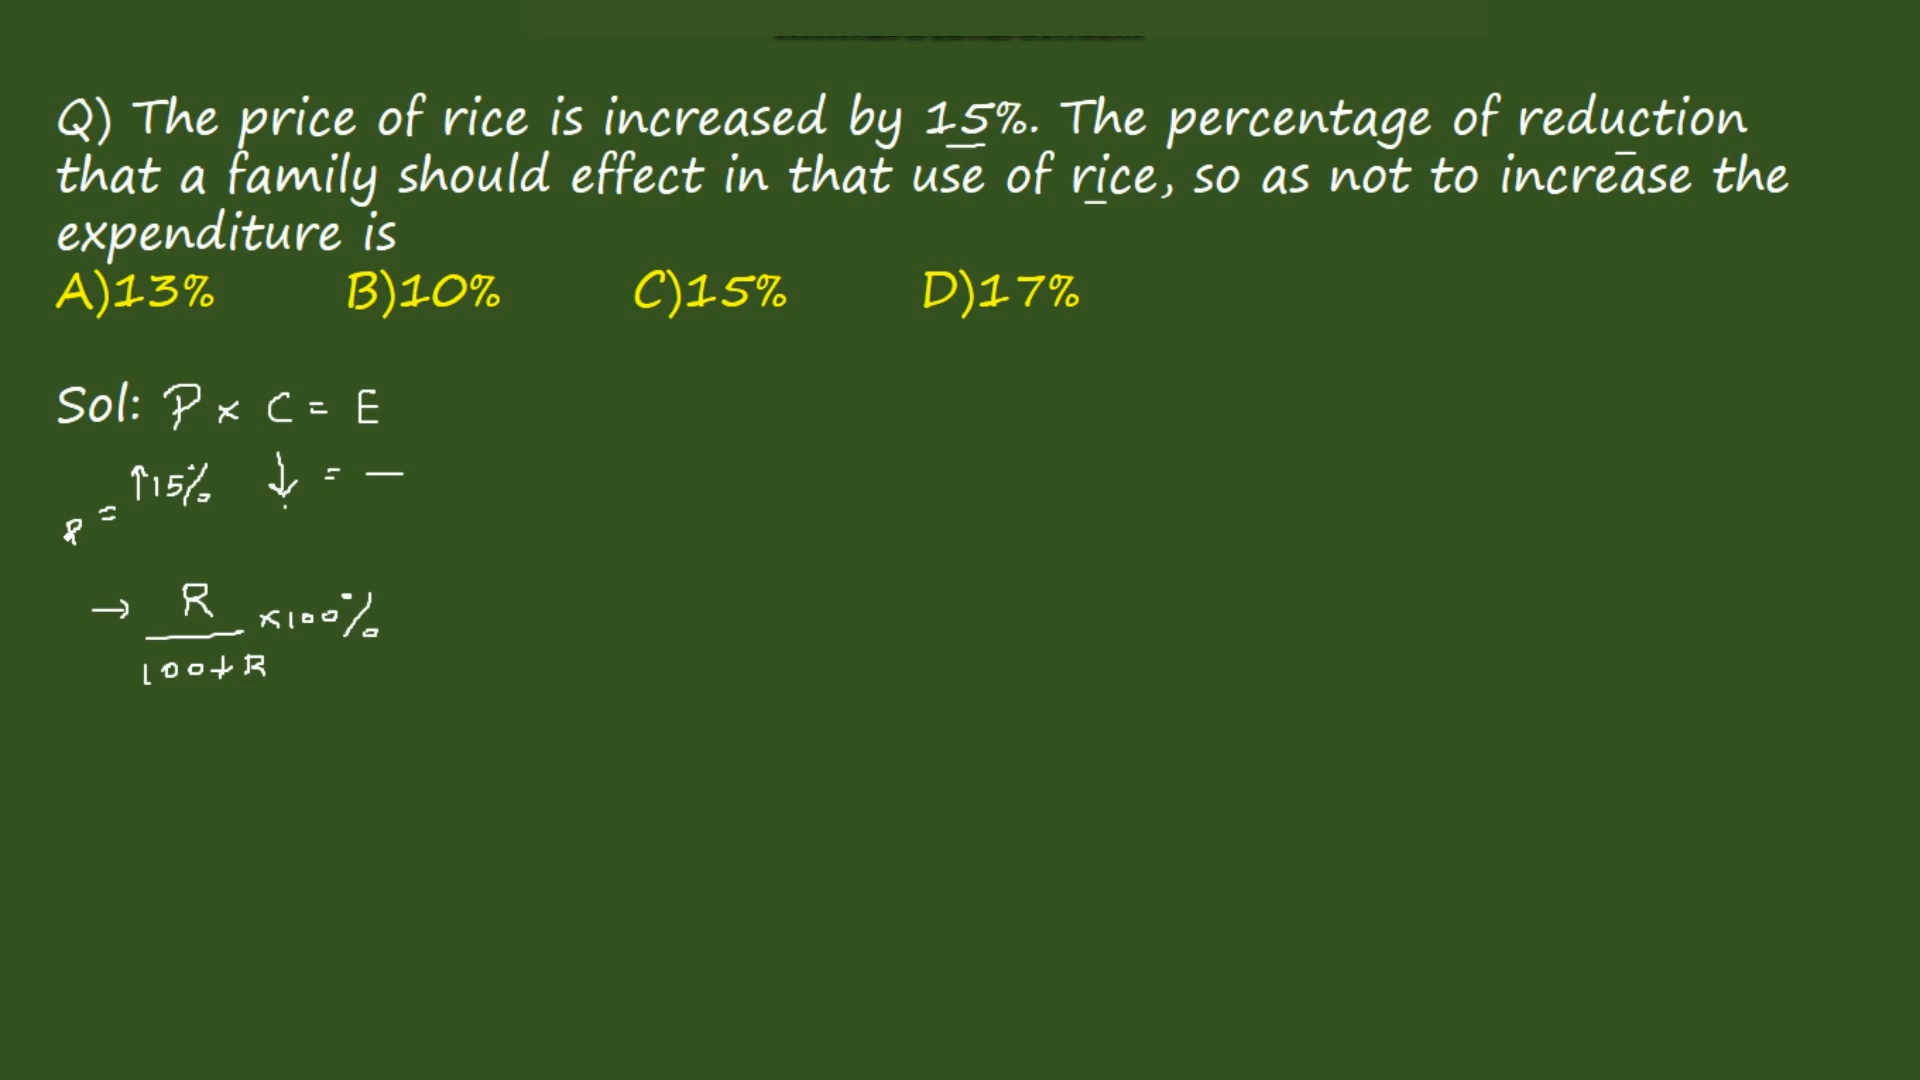 Q) The price of rice is increased by 15%. The percentage of reduction
that a family should effect in that use of rice, so as not to increase the
expenditure is
A)13% B)10% C)15% D)17%
Sol: P × C = E
↑15% ↓ = —
R =
→ R
×100%
100+R